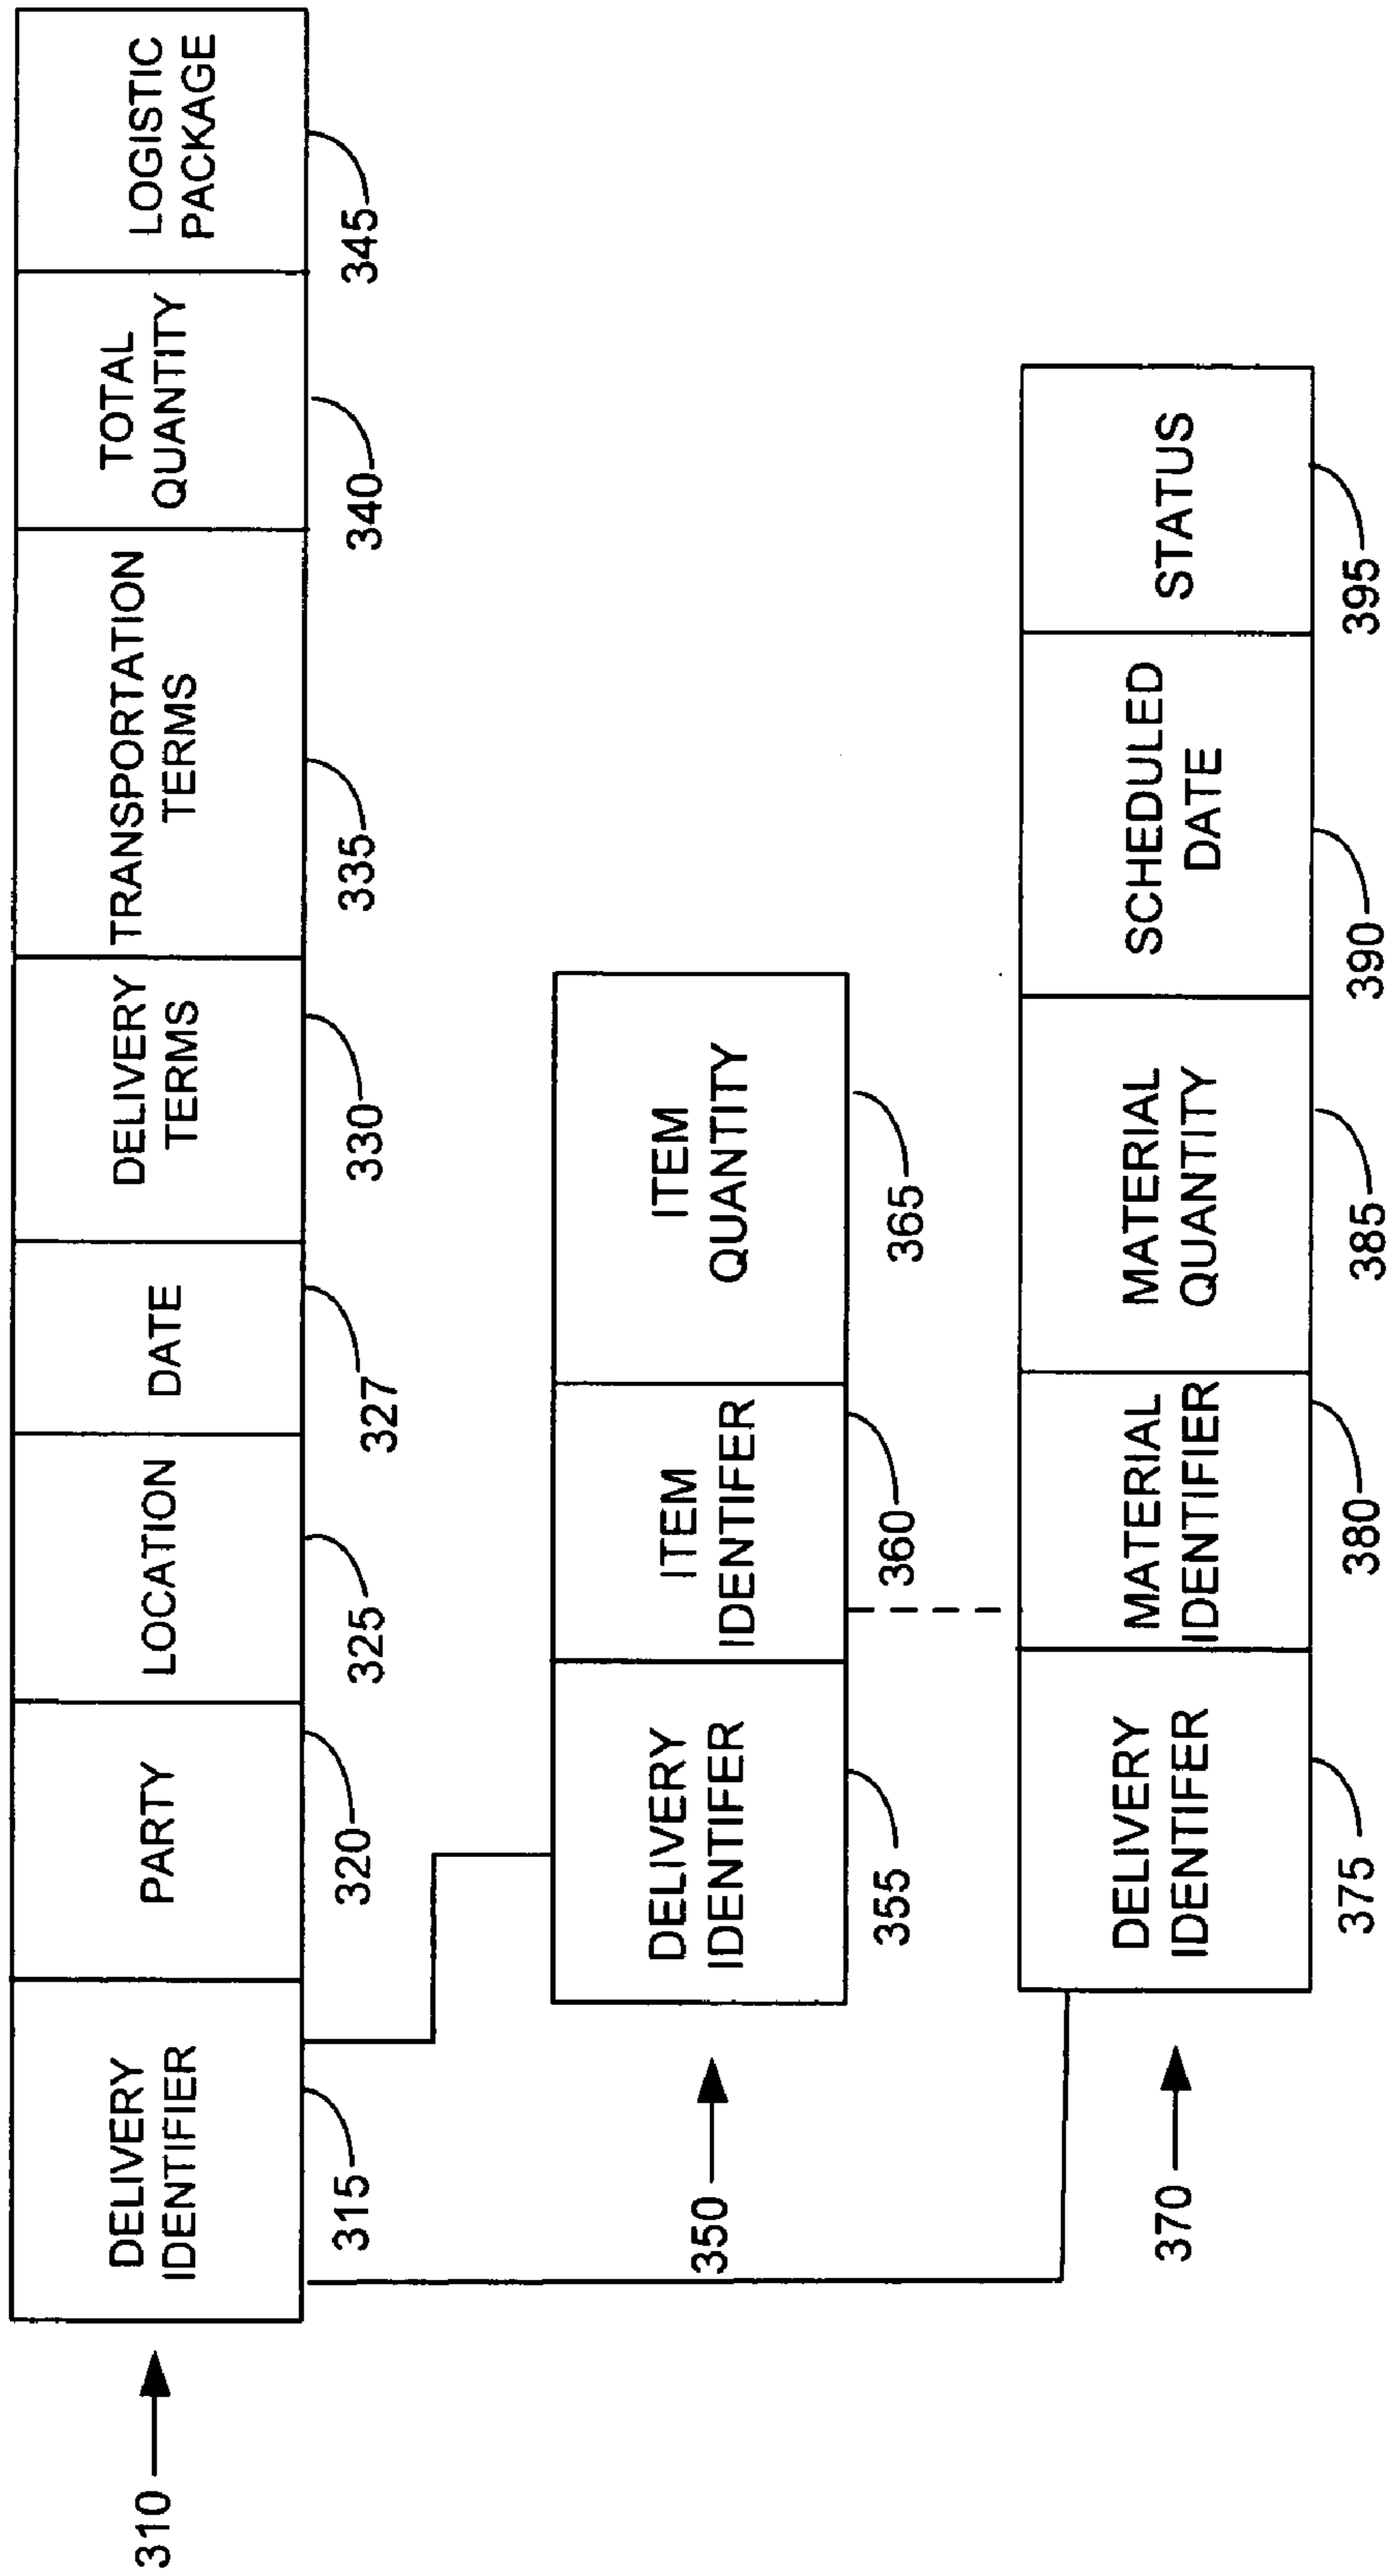 310
DELIVERY
IDENTIFIER
PARTY
LOCATION
DATE
DELIVERY
TERMS
TRANSPORTATION
TERMS
TOTAL
QUANTITY
LOGISTIC
PACKAGE
315
320
325
327
330
335
340
345
350
DELIVERY
IDENTIFER
ITEM
IDENTIFER
ITEM
QUANTITY
355
360
365
370
DELIVERY
IDENTIFER
MATERIAL
IDENTIFIER
MATERIAL
QUANTITY
SCHEDULED
DATE
STATUS
375
380
385
390
395